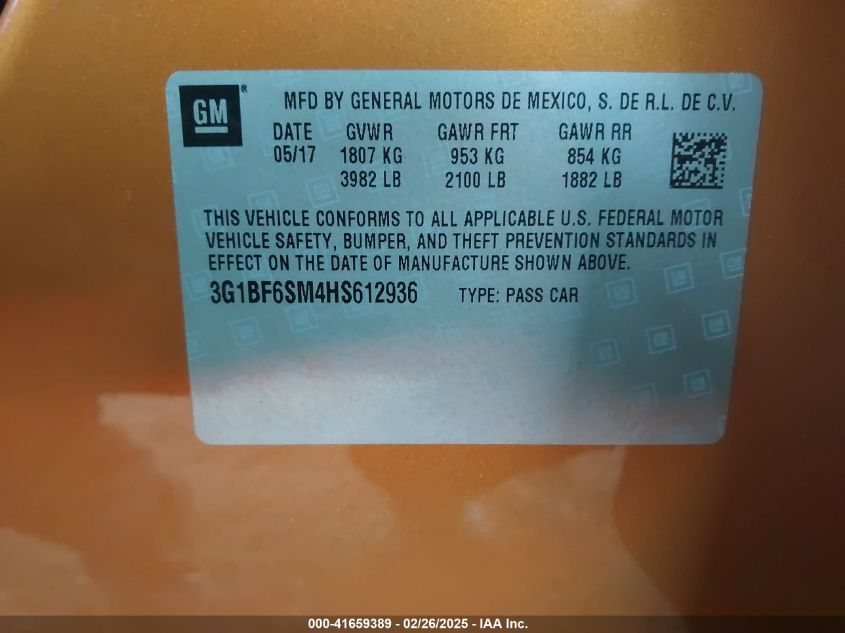 GM ®
MFD BY GENERAL MOTORS DE MEXICO, S. DE R.L. DE C.V.
DATE GVWR GAWR FRT GAWR RR
05/17 1807 KG 953 KG 854 KG
3982 LB 2100 LB 1882 LB
THIS VEHICLE CONFORMS TO ALL APPLICABLE U.S. FEDERAL MOTOR
VEHICLE SAFETY, BUMPER, AND THEFT PREVENTION STANDARDS IN
EFFECT ON THE DATE OF MANUFACTURE SHOWN ABOVE.
3G1BF6SM4HS612936 TYPE: PASS CAR
000-41659389 - 02/26/2025 - IAA Inc.